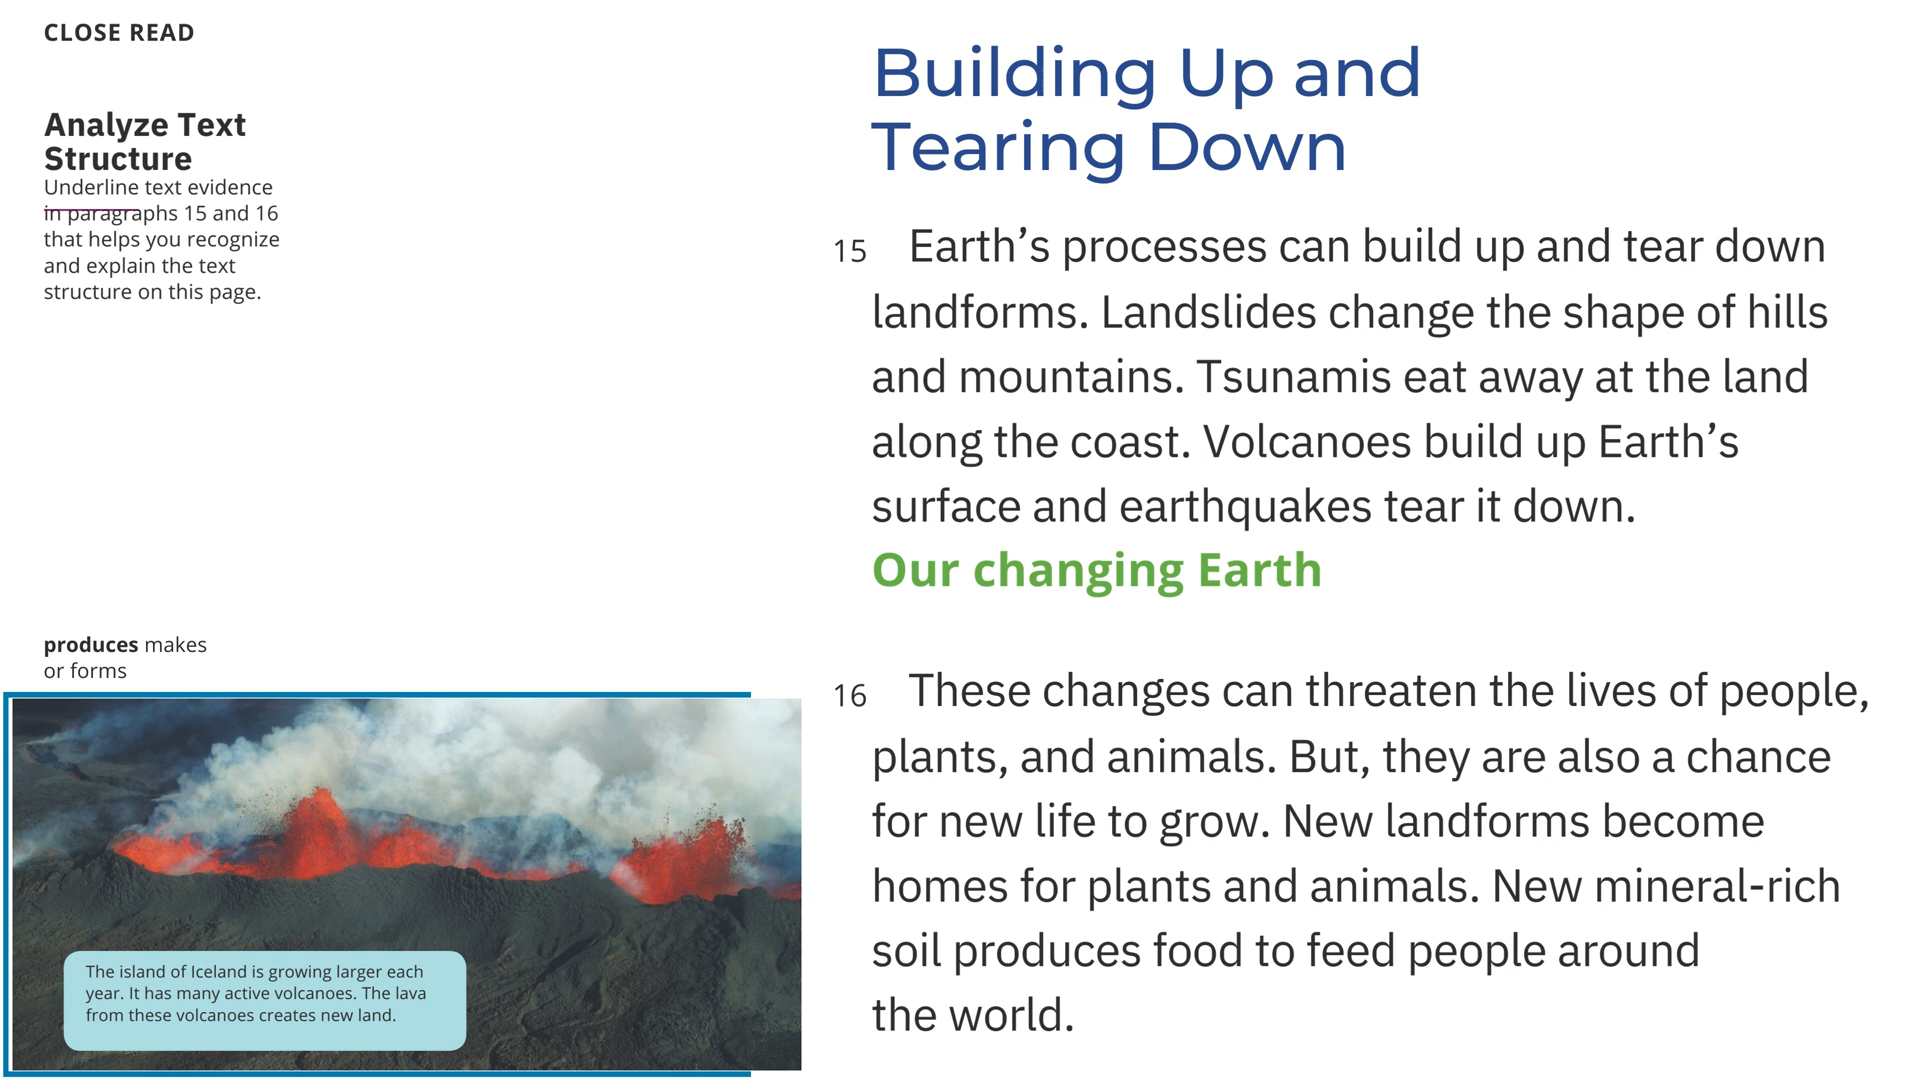 CLOSE READ
Analyze Text
Structure
Underline text evidence
in paragraphs 15 and 16
that helps you recognize
and explain the text
structure on this page.
produces makes
or forms
The island of Iceland is growing larger each
year. It has many active volcanoes. The lava
from these volcanoes creates new land.
Building Up and
Tearing Down
15 Earth’s processes can build up and tear down
landforms. Landslides change the shape of hills
and mountains. Tsunamis eat away at the land
along the coast. Volcanoes build up Earth’s
surface and earthquakes tear it down.
Our changing Earth
16 These changes can threaten the lives of people,
plants, and animals. But, they are also a chance
for new life to grow. New landforms become
homes for plants and animals. New mineral-rich
soil produces food to feed people around
the world.